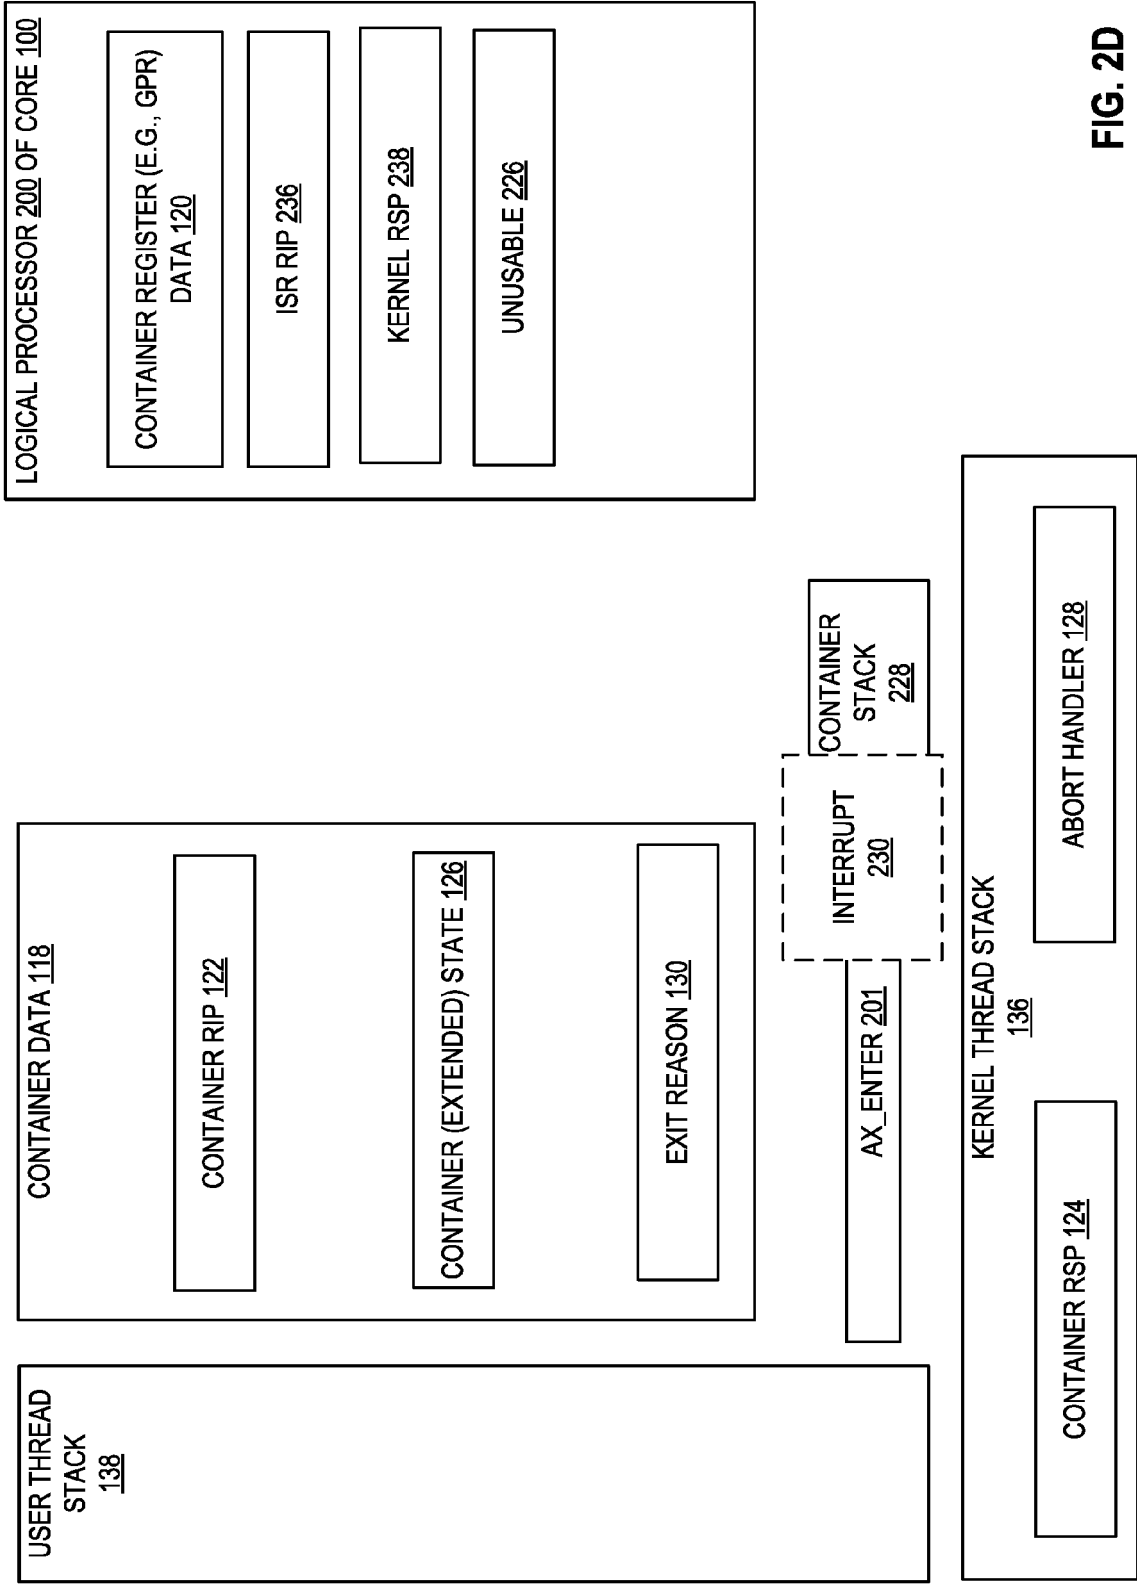 USER THREAD
STACK
138
CONTAINER DATA 118
CONTAINER RIP 122
CONTAINER (EXTENDED) STATE 126
EXIT REASON 130
LOGICAL PROCESSOR 200 OF CORE 100
CONTAINER REGISTER (E.G., GPR)
DATA 120
ISR RIP 236
KERNEL RSP 238
UNUSABLE 226
AX_ENTER 201
INTERRUPT
230
CONTAINER
STACK
228
KERNEL THREAD STACK
136
CONTAINER RSP 124
ABORT HANDLER 128
FIG. 2D